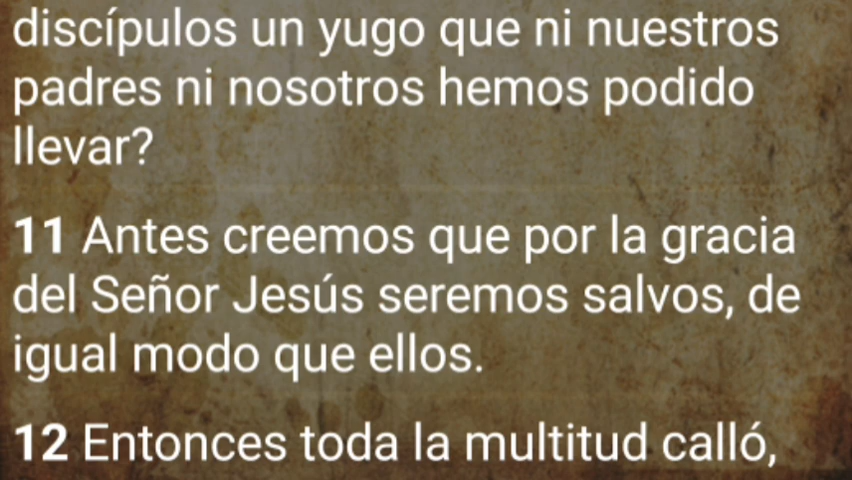 discípulos un yugo que ni nuestros
padres ni nosotros hemos podido
llevar?
11 Antes creemos que por la gracia
del Señor Jesús seremos salvos, de
igual modo que ellos.
12 Entonces toda la multitud calló,